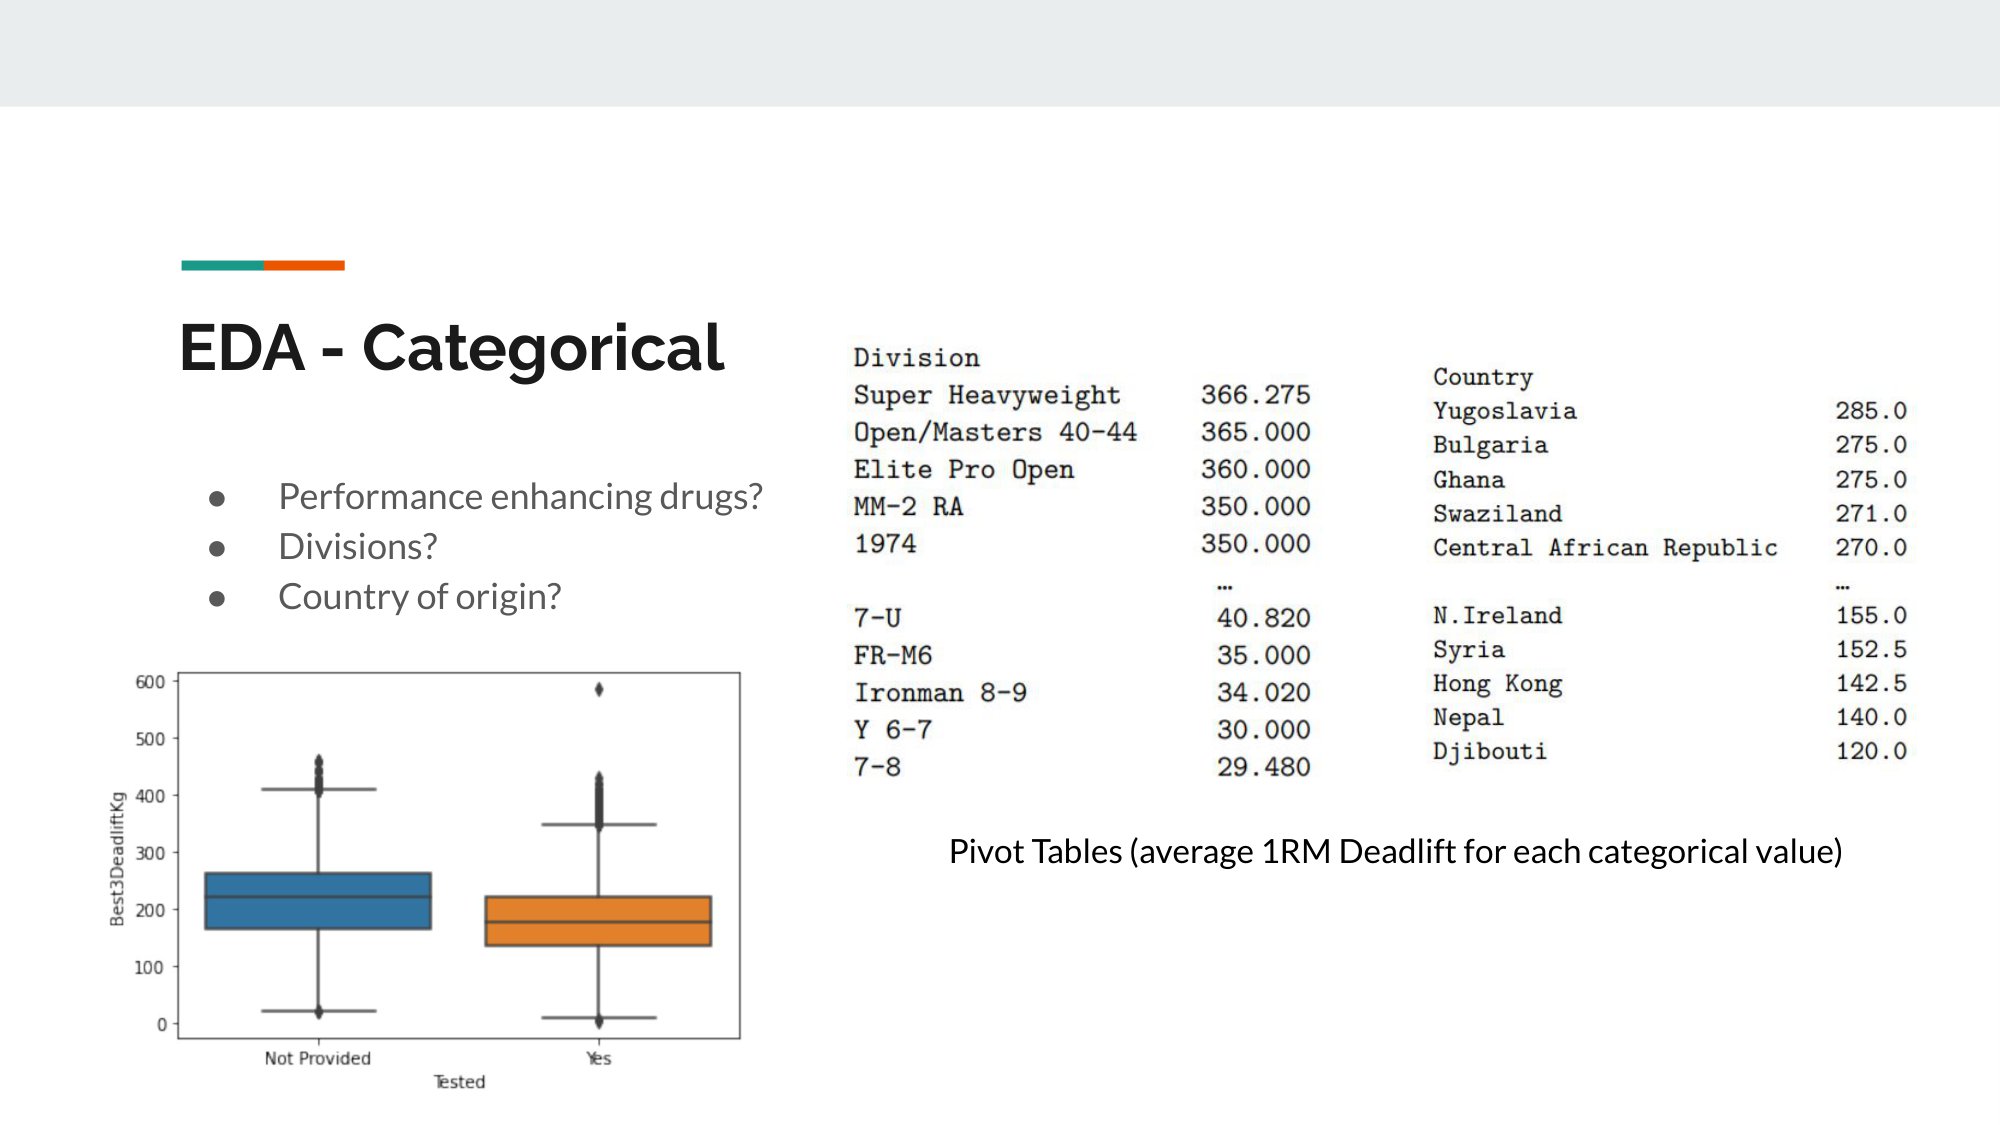 EDA - Categorical
● Performance enhancing drugs?
● Divisions?
● Country of origin?
600
500
400
300
200
100
0
Best3DeadliftKg
Not Provided Yes
Tested
Division
Super Heavyweight 366.275
Open/Masters 40-44 365.000
Elite Pro Open 360.000
MM-2 RA 350.000
1974 350.000
…
7-U 40.820
FR-M6 35.000
Ironman 8-9 34.020
Y 6-7 30.000
7-8 29.480
Country
Yugoslavia 285.0
Bulgaria 275.0
Ghana 275.0
Swaziland 271.0
Central African Republic 270.0
…
N.Ireland 155.0
Syria 152.5
Hong Kong 142.5
Nepal 140.0
Djibouti 120.0
Pivot Tables (average 1RM Deadlift for each categorical value)